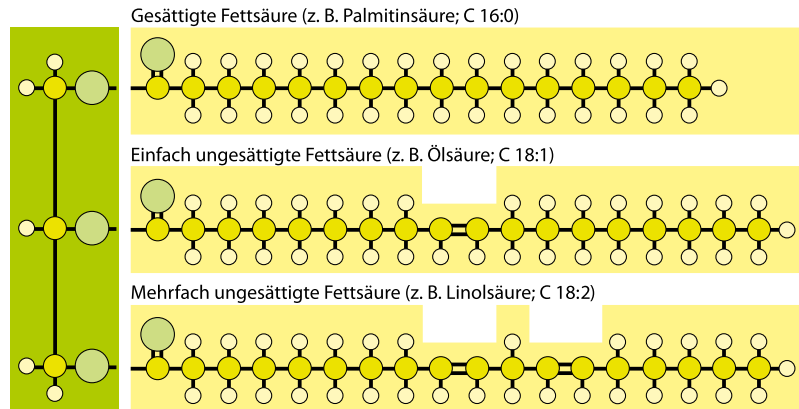 Gesättigte Fettsäure (z. B. Palmitinsäure; C 16:0)
Einfach ungesättigte Fettsäure (z. B. Ölsäure; C 18:1)
Mehrfach ungesättigte Fettsäure (z. B. Linolsäure; C 18:2)